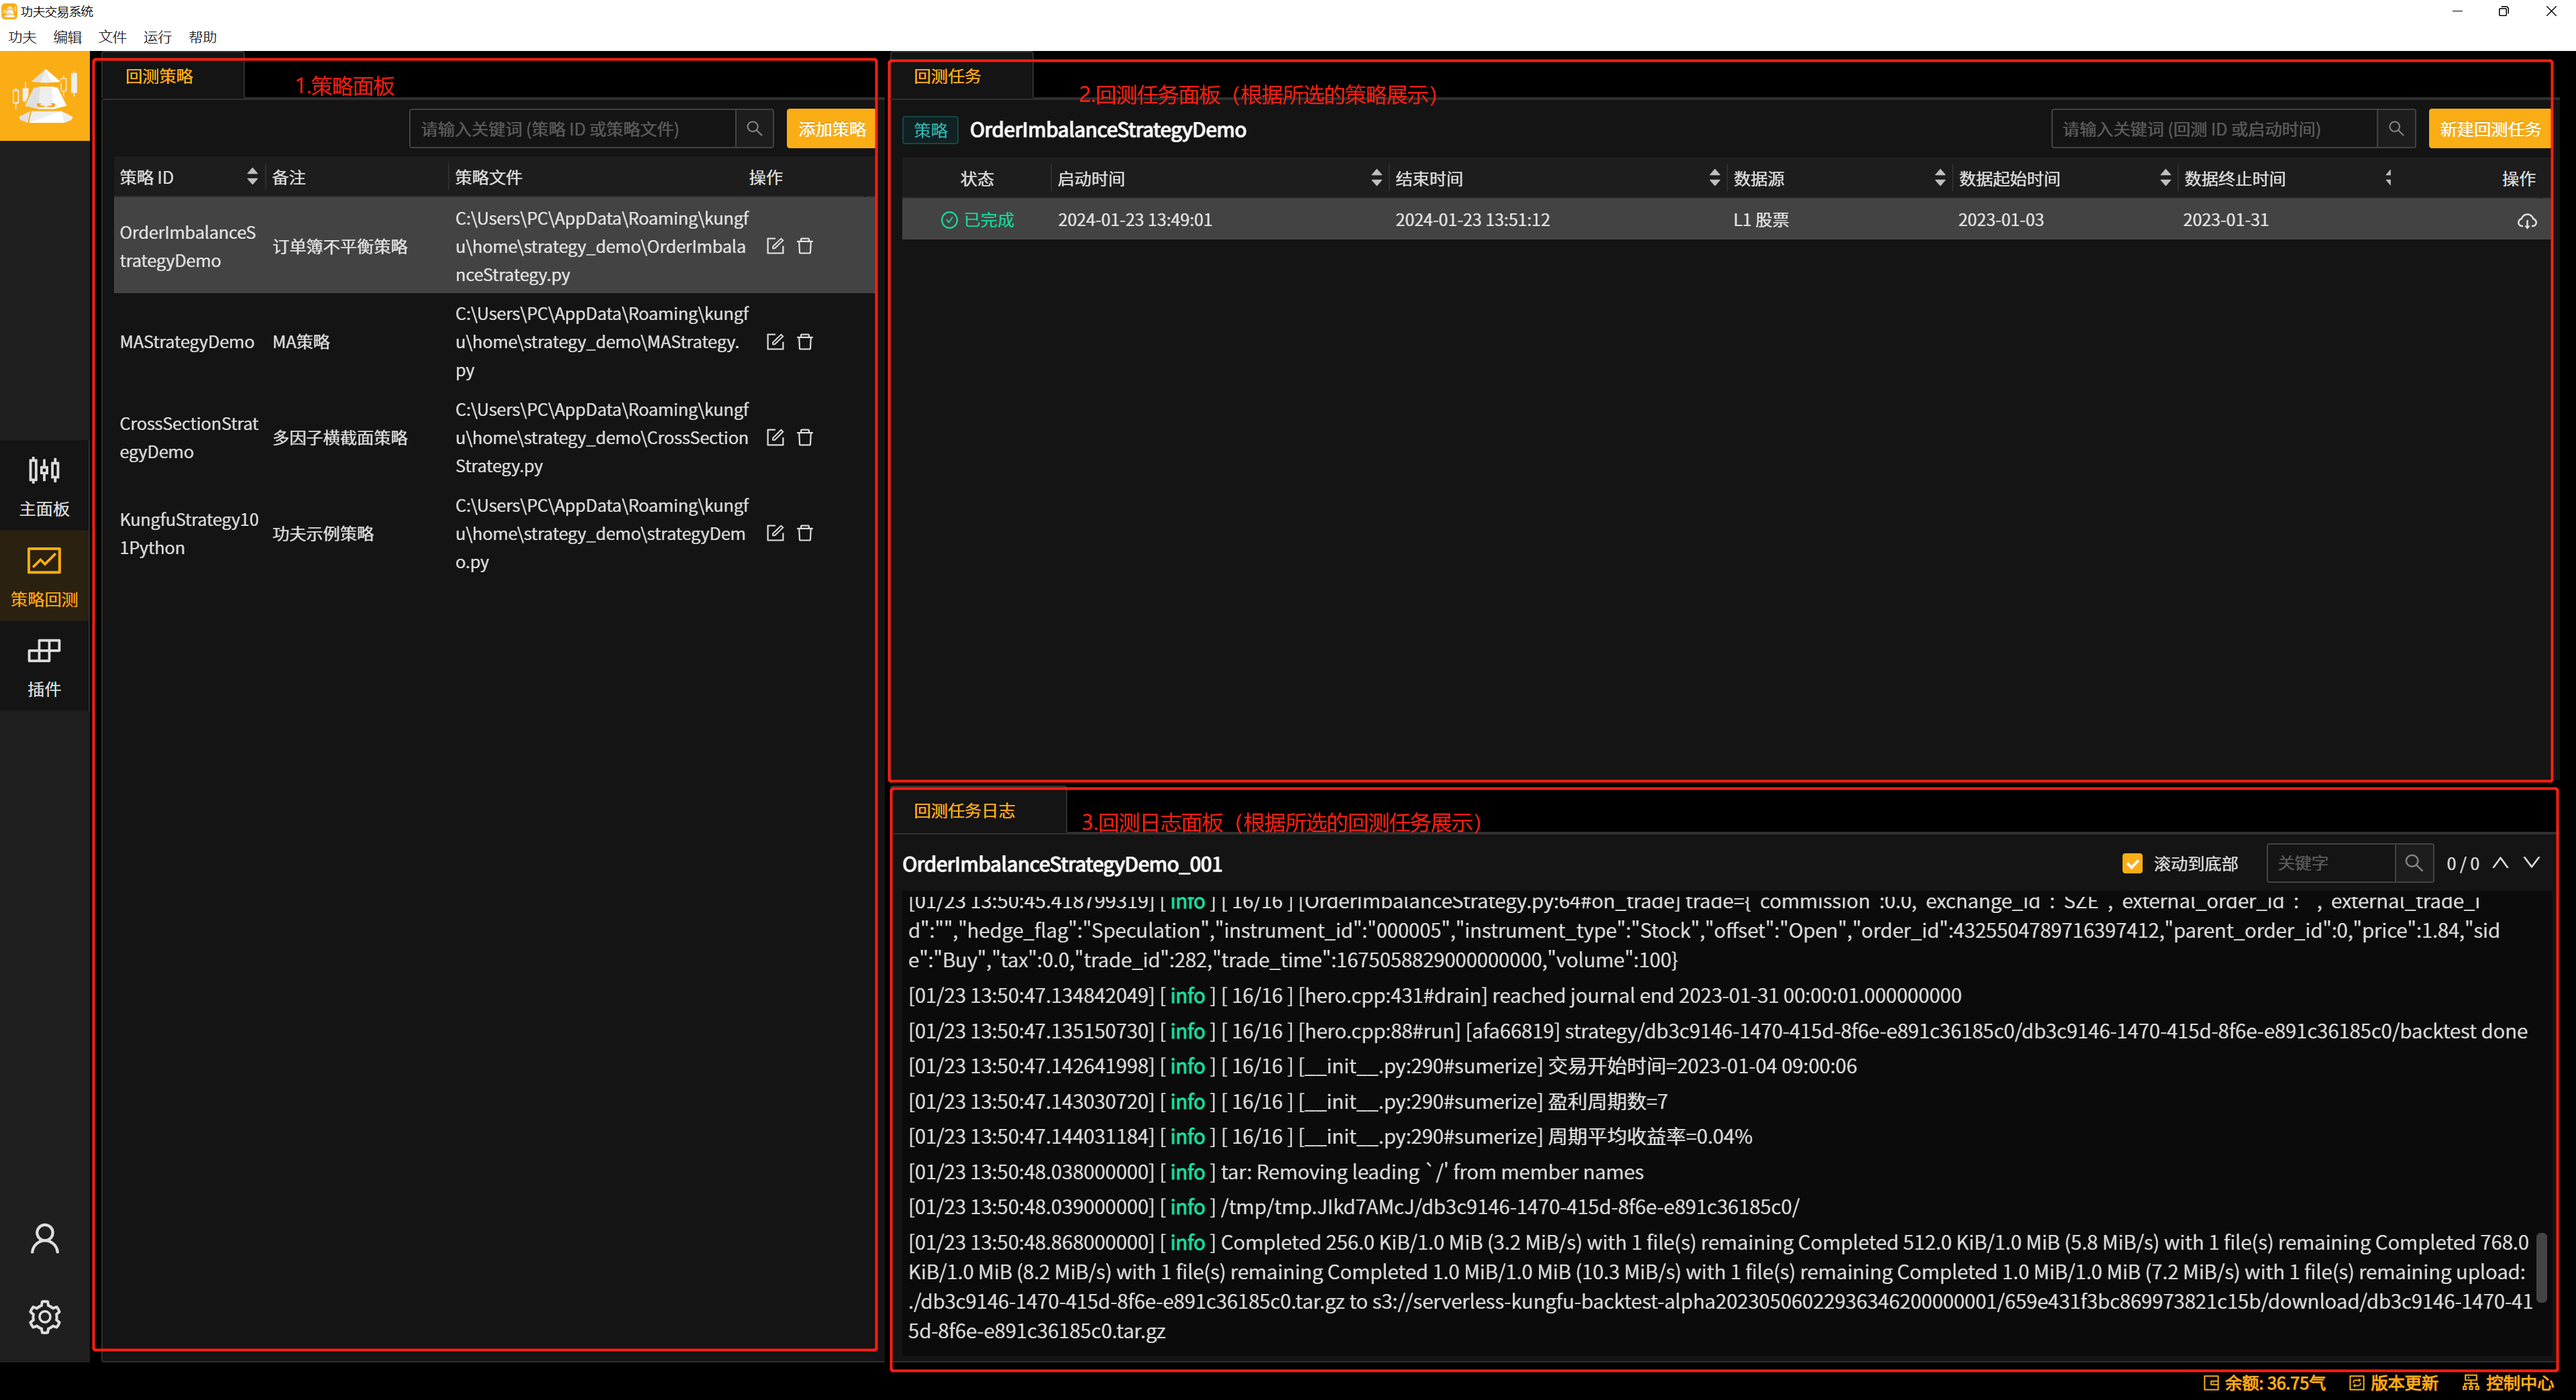 功夫交易系统
功夫 编辑 文件 运行 帮助
回测策略
1.策略面板
请输入关键词 (策略 ID 或策略文件)
添加策略
策略 ID 备注 策略文件 操作
OrderImbalanceS
trategyDemo
订单簿不平衡策略
C:\Users\PC\AppData\Roaming\kungf
u\home\strategy_demo\OrderImbala
nceStrategy.py
MAStrategyDemo
MA策略
C:\Users\PC\AppData\Roaming\kungf
u\home\strategy_demo\MAStrategy.
py
CrossSectionStrat
egyDemo
多因子横截面策略
C:\Users\PC\AppData\Roaming\kungf
u\home\strategy_demo\CrossSection
Strategy.py
KungfuStrategy10
1Python
功夫示例策略
C:\Users\PC\AppData\Roaming\kungf
u\home\strategy_demo\strategyDem
o.py
主面板
策略回测
插件
回测任务
2.回测任务面板（根据所选的策略展示）
策略 OrderImbalanceStrategyDemo
请输入关键词 (回测 ID 或启动时间)
新建回测任务
状态 启动时间 结束时间 数据源 数据起始时间 数据终止时间 操作
已完成 2024-01-23 13:49:01 2024-01-23 13:51:12 L1 股票 2023-01-03 2023-01-31
回测任务日志
3.回测日志面板（根据所选的回测任务展示）
OrderImbalanceStrategyDemo_001
滚动到底部
关键字
0 / 0
[01/23 13:50:45.418799319] [ info ] [ 16/16 ] [OrderImbalanceStrategy.py:64#on_trade] trade={"commission":0.0,"exchange_id":"SZE","external_order_id":"","external_trade_i
d":"","hedge_flag":"Speculation","instrument_id":"000005","instrument_type":"Stock","offset":"Open","order_id":4325504789716397412,"parent_order_id":0,"price":1.84,"sid
e":"Buy","tax":0.0,"trade_id":282,"trade_time":1675058829000000000,"volume":100}
[01/23 13:50:47.134842049] [ info ] [ 16/16 ] [hero.cpp:431#drain] reached journal end 2023-01-31 00:00:01.000000000
[01/23 13:50:47.135150730] [ info ] [ 16/16 ] [hero.cpp:88#run] [afa66819] strategy/db3c9146-1470-415d-8f6e-e891c36185c0/db3c9146-1470-415d-8f6e-e891c36185c0/backtest done
[01/23 13:50:47.142641998] [ info ] [ 16/16 ] [__init__.py:290#sumerize] 交易开始时间=2023-01-04 09:00:06
[01/23 13:50:47.143030720] [ info ] [ 16/16 ] [__init__.py:290#sumerize] 盈利周期数=7
[01/23 13:50:47.144031184] [ info ] [ 16/16 ] [__init__.py:290#sumerize] 周期平均收益率=0.04%
[01/23 13:50:48.038000000] [ info ] tar: Removing leading `/' from member names
[01/23 13:50:48.039000000] [ info ] /tmp/tmp.JIkd7AMcJ/db3c9146-1470-415d-8f6e-e891c36185c0/
[01/23 13:50:48.868000000] [ info ] Completed 256.0 KiB/1.0 MiB (3.2 MiB/s) with 1 file(s) remaining Completed 512.0 KiB/1.0 MiB (5.8 MiB/s) with 1 file(s) remaining Completed 768.0
KiB/1.0 MiB (8.2 MiB/s) with 1 file(s) remaining Completed 1.0 MiB/1.0 MiB (10.3 MiB/s) with 1 file(s) remaining Completed 1.0 MiB/1.0 MiB (7.2 MiB/s) with 1 file(s) remaining upload:
./db3c9146-1470-415d-8f6e-e891c36185c0.tar.gz to s3://serverless-kungfu-backtest-alpha20230506022936346200000001/659e431f3bc869973821c15b/download/db3c9146-1470-41
5d-8f6e-e891c36185c0.tar.gz
余额: 36.75气 版本更新 控制中心